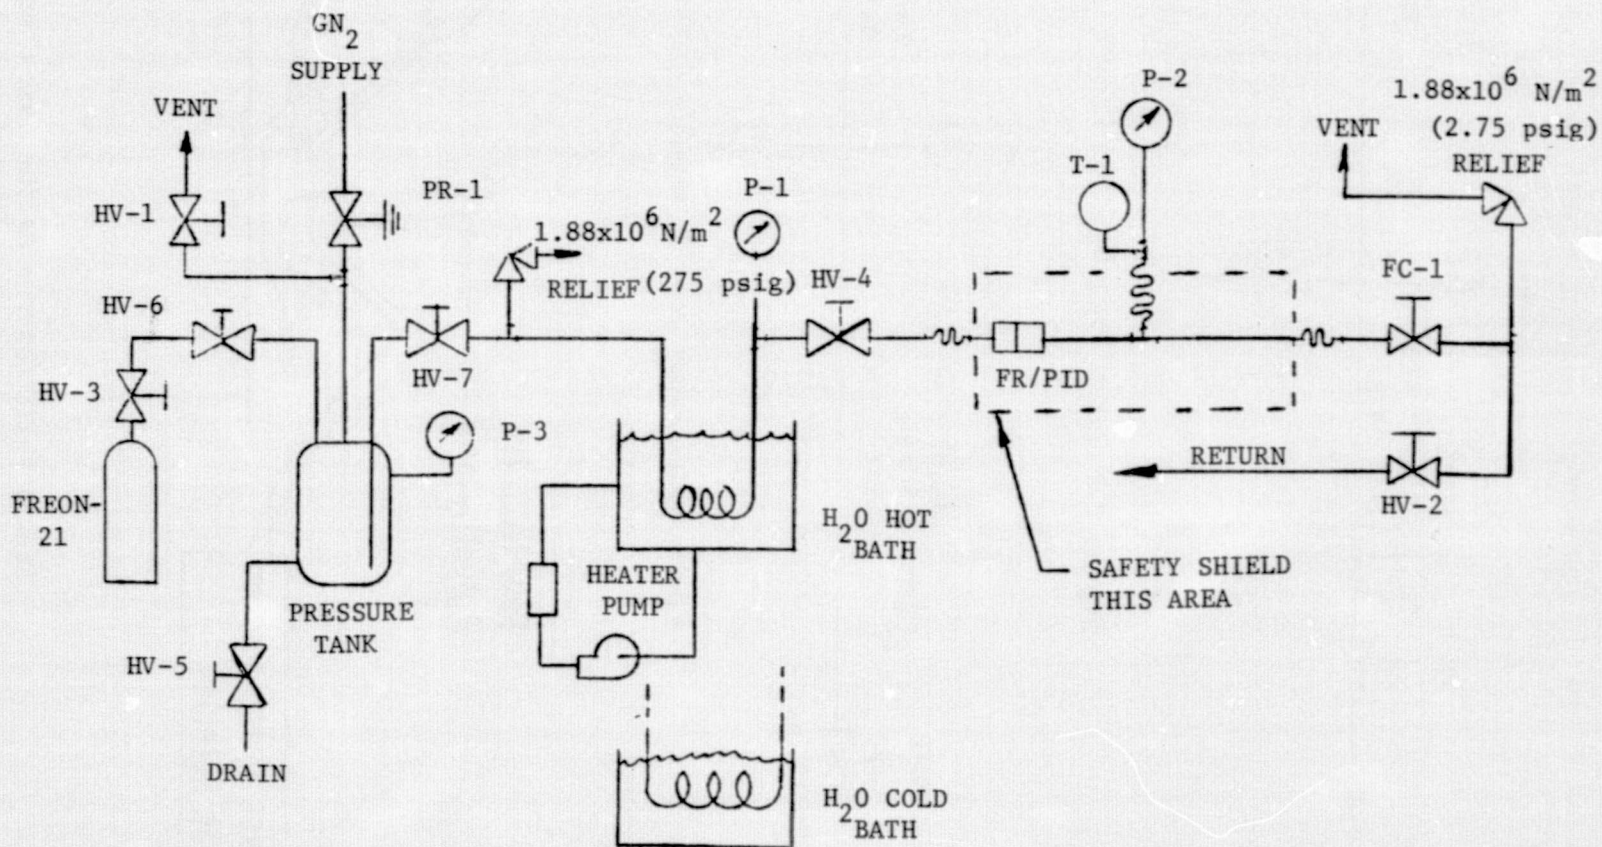 GN2
SUPPLY
VENT
HV-1
PR-1
HV-6
HV-3
FREON-
21
HV-5
DRAIN
PRESSURE
TANK
P-3
HV-7
1.88x10^6 N/m^2
RELIEF (275 psig)
P-1
HV-4
HEATER
PUMP
H2O HOT
BATH
H2O COLD
BATH
P-2
T-1
FR/PID
SAFETY SHIELD
THIS AREA
1.88x10^6 N/m^2
(2.75 psig)
RELIEF
VENT
FC-1
RETURN
HV-2